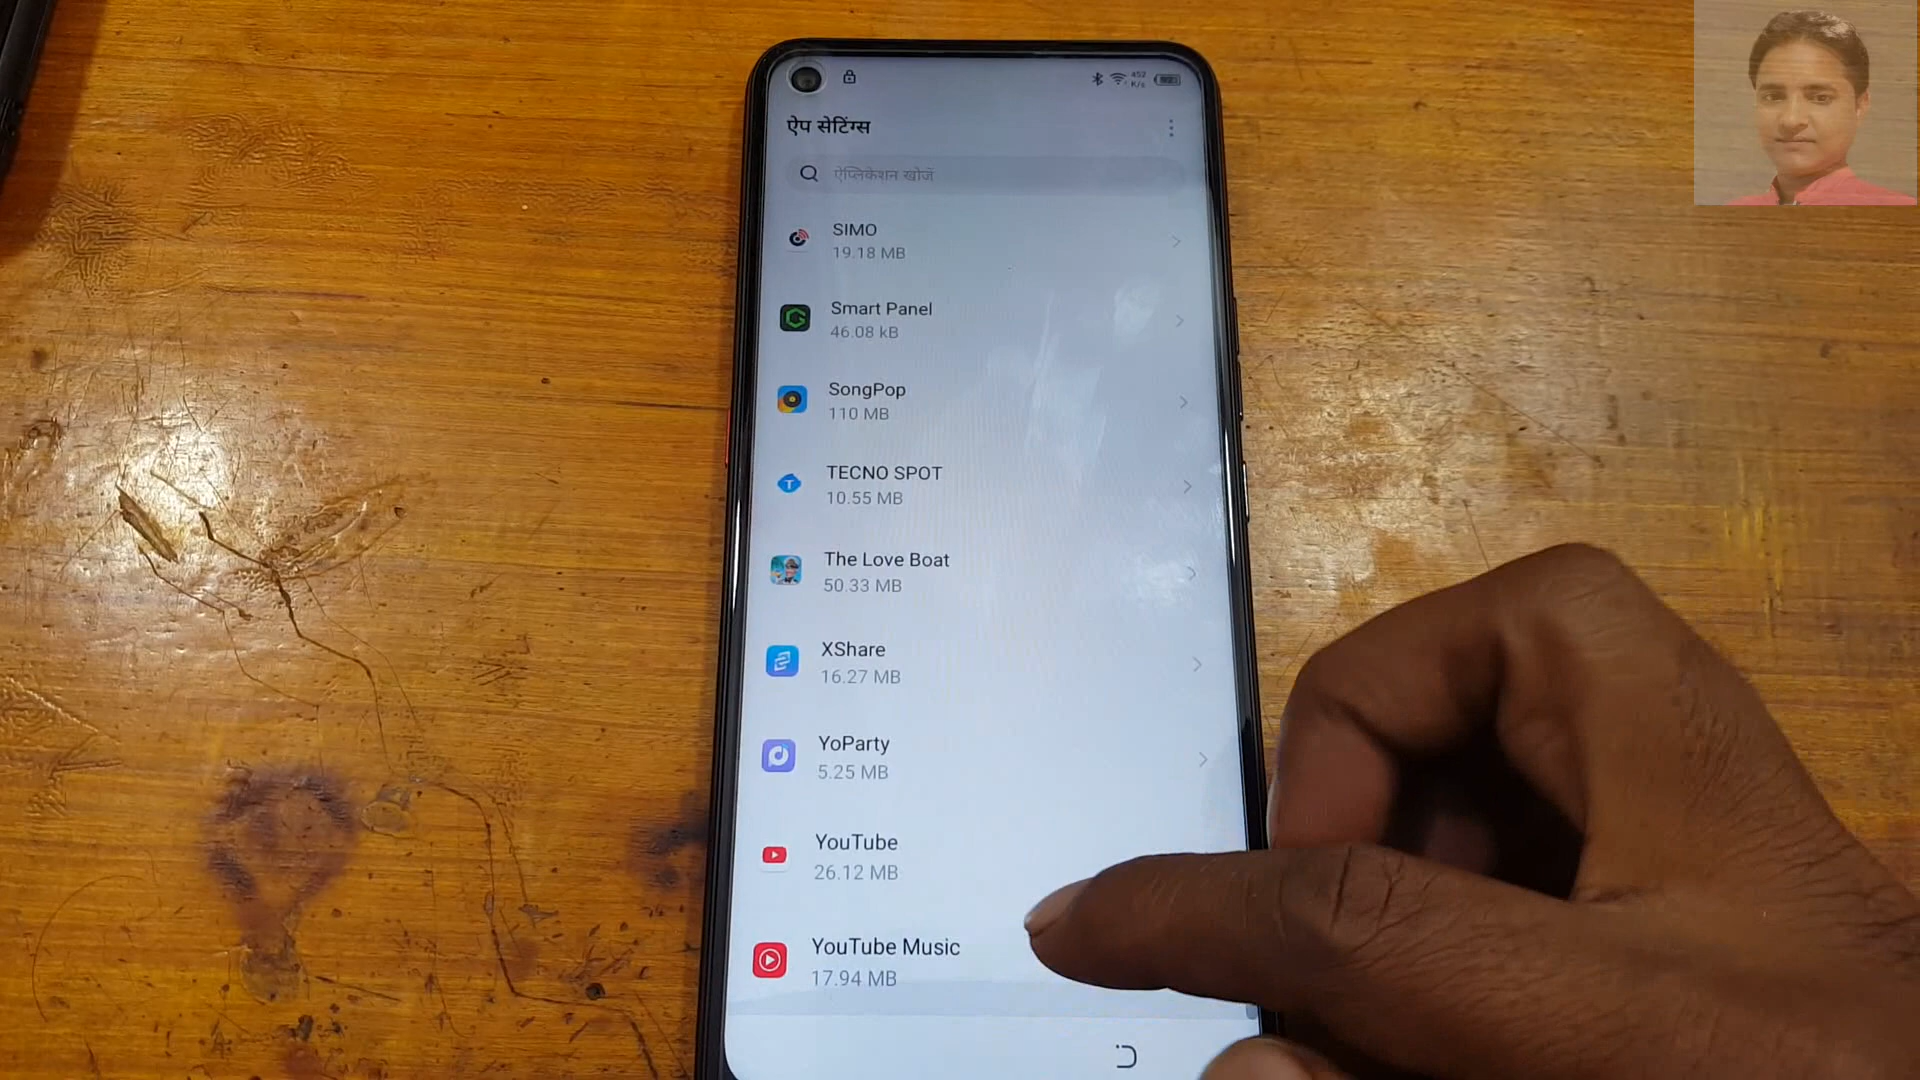 452
K/s
ऐप सेटिंग्स
ऐप्लिकेशन खोजें
SIMO
19.18 MB
Smart Panel
46.08 kB
SongPop
110 MB
TECNO SPOT
10.55 MB
The Love Boat
50.33 MB
XShare
16.27 MB
YoParty
5.25 MB
YouTube
26.12 MB
YouTube Music
17.94 MB